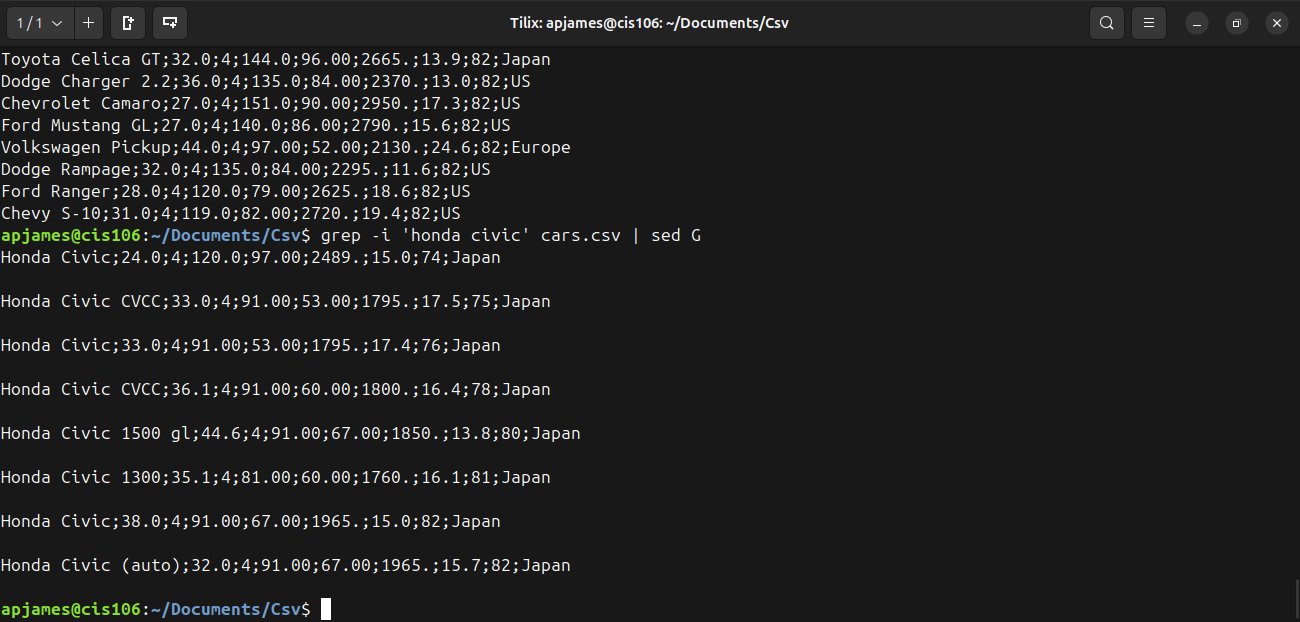 1 / 1
Tilix: apjames@cis106: ~/Documents/Csv
Toyota Celica GT;32.0;4;144.0;96.00;2665.;13.9;82;Japan
Dodge Charger 2.2;36.0;4;135.0;84.00;2370.;13.0;82;US
Chevrolet Camaro;27.0;4;151.0;90.00;2950.;17.3;82;US
Ford Mustang GL;27.0;4;140.0;86.00;2790.;15.6;82;US
Volkswagen Pickup;44.0;4;97.00;52.00;2130.;24.6;82;Europe
Dodge Rampage;32.0;4;135.0;84.00;2295.;11.6;82;US
Ford Ranger;28.0;4;120.0;79.00;2625.;18.6;82;US
Chevy S-10;31.0;4;119.0;82.00;2720.;19.4;82;US
apjames@cis106:~/Documents/Csv$ grep -i 'honda civic' cars.csv | sed G
Honda Civic;24.0;4;120.0;97.00;2489.;15.0;74;Japan
Honda Civic CVCC;33.0;4;91.00;53.00;1795.;17.5;75;Japan
Honda Civic;33.0;4;91.00;53.00;1795.;17.4;76;Japan
Honda Civic CVCC;36.1;4;91.00;60.00;1800.;16.4;78;Japan
Honda Civic 1500 gl;44.6;4;91.00;67.00;1850.;13.8;80;Japan
Honda Civic 1300;35.1;4;81.00;60.00;1760.;16.1;81;Japan
Honda Civic;38.0;4;91.00;67.00;1965.;15.0;82;Japan
Honda Civic (auto);32.0;4;91.00;67.00;1965.;15.7;82;Japan
apjames@cis106:~/Documents/Csv$